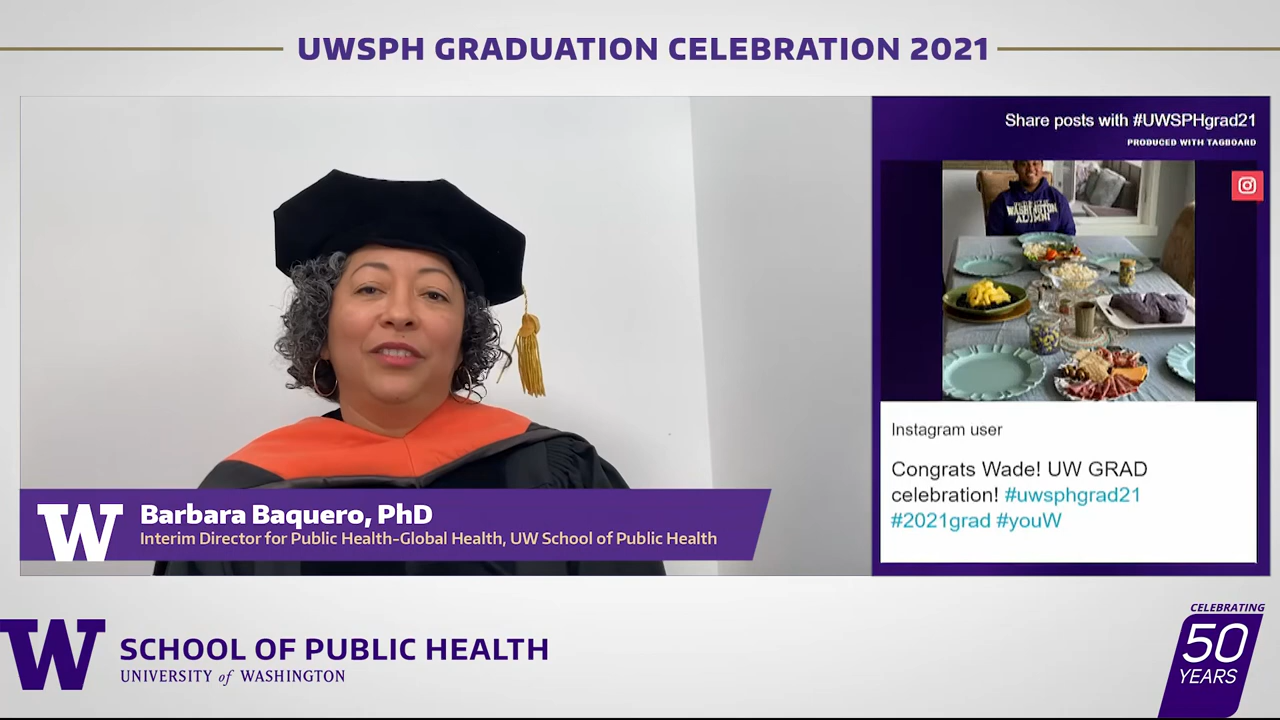 UWSPH GRADUATION CELEBRATION 2021
Share posts with #UWSPHgrad21
PRODUCED WITH TAGBOARD
WASHINGTON
ALUMNI
Instagram user
Congrats Wade! UW GRAD
celebration! #uwsphgrad21
#2021grad #youW
W
Barbara Baquero, PhD
Interim Director for Public Health-Global Health, UW School of Public Health
W
SCHOOL OF PUBLIC HEALTH
UNIVERSITY of WASHINGTON
CELEBRATING
50
YEARS